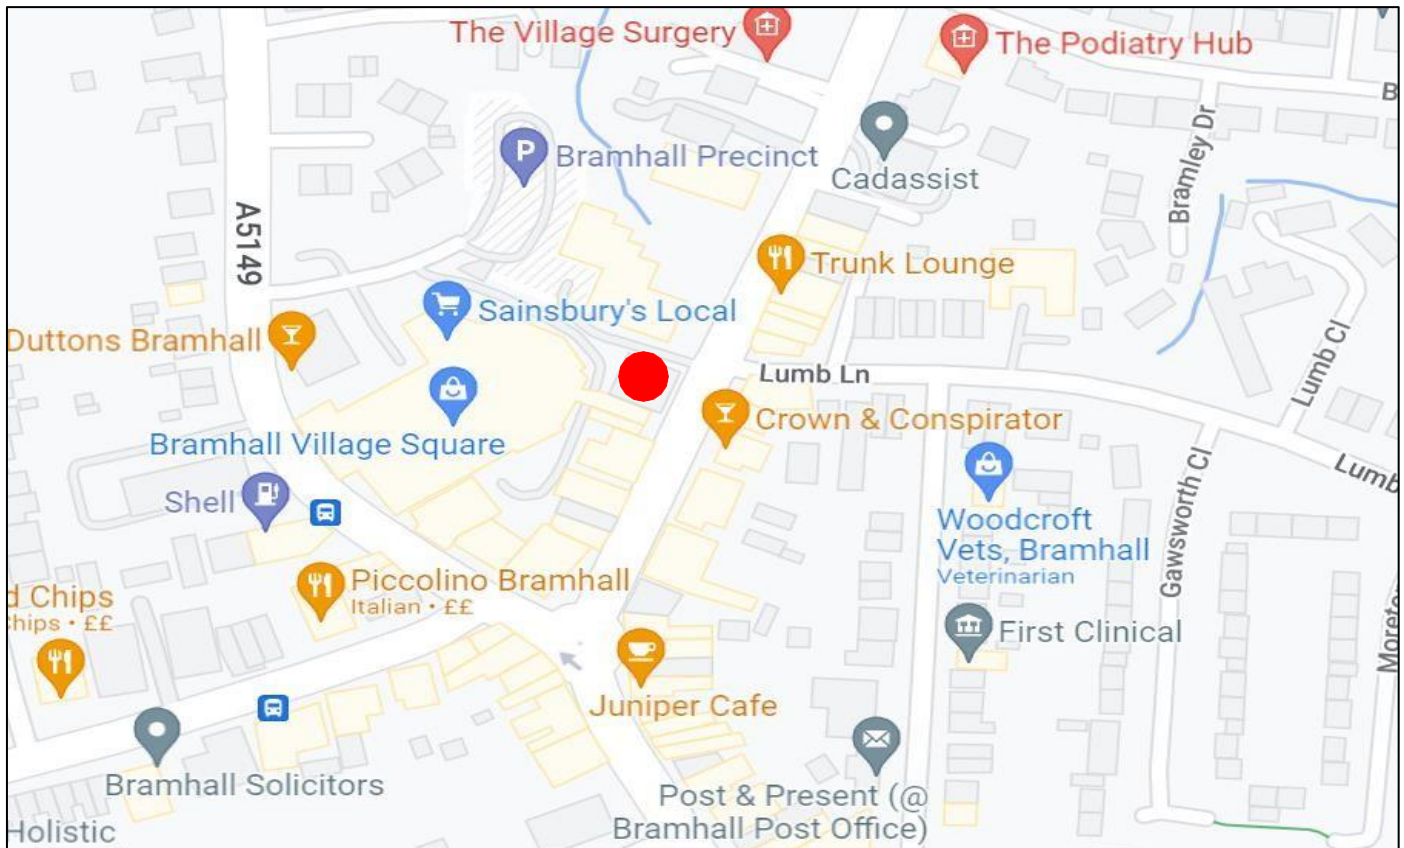 The Village Surgery
The Podiatry Hub
B
P
Bramhall Precinct
Cadassist
Bramley Dr
A5149
Trunk Lounge
Sainsbury's Local
Duttons Bramhall
Lumb Ln
Lumb Cl
Crown & Conspirator
Bramhall Village Square
Shell
Gawsworth Cl
Lumb
Woodcroft
Vets, Bramhall
Veterinarian
d Chips
hips • ££
Piccolino Bramhall
Italian • ££
First Clinical
Moreto
Juniper Cafe
Bramhall Solicitors
Post & Present (@
Bramhall Post Office)
Holistic